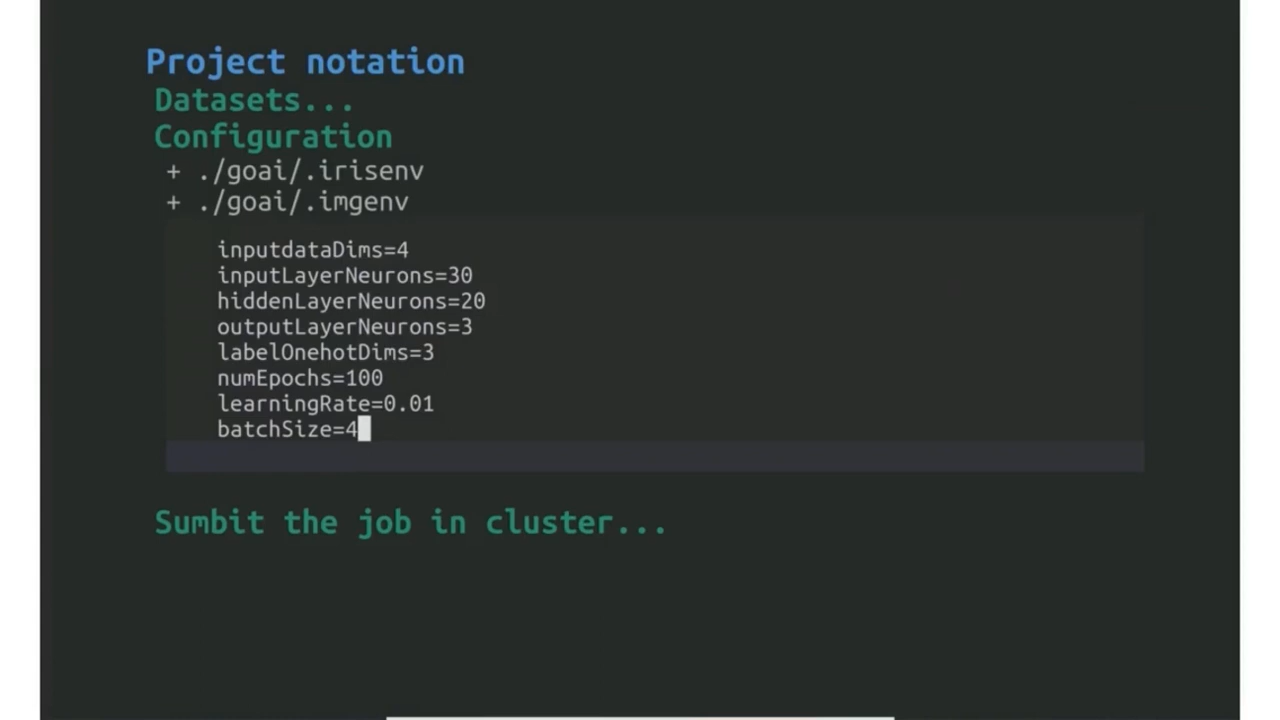 Project notation
Datasets...
Configuration
+ ./goai/.irisenv
+ ./goai/.imgenv
inputdataDims=4
inputLayerNeurons=30
hiddenLayerNeurons=20
outputLayerNeurons=3
labelOnehotDims=3
numEpochs=100
learningRate=0.01
batchSize=4
Sumbit the job in cluster...